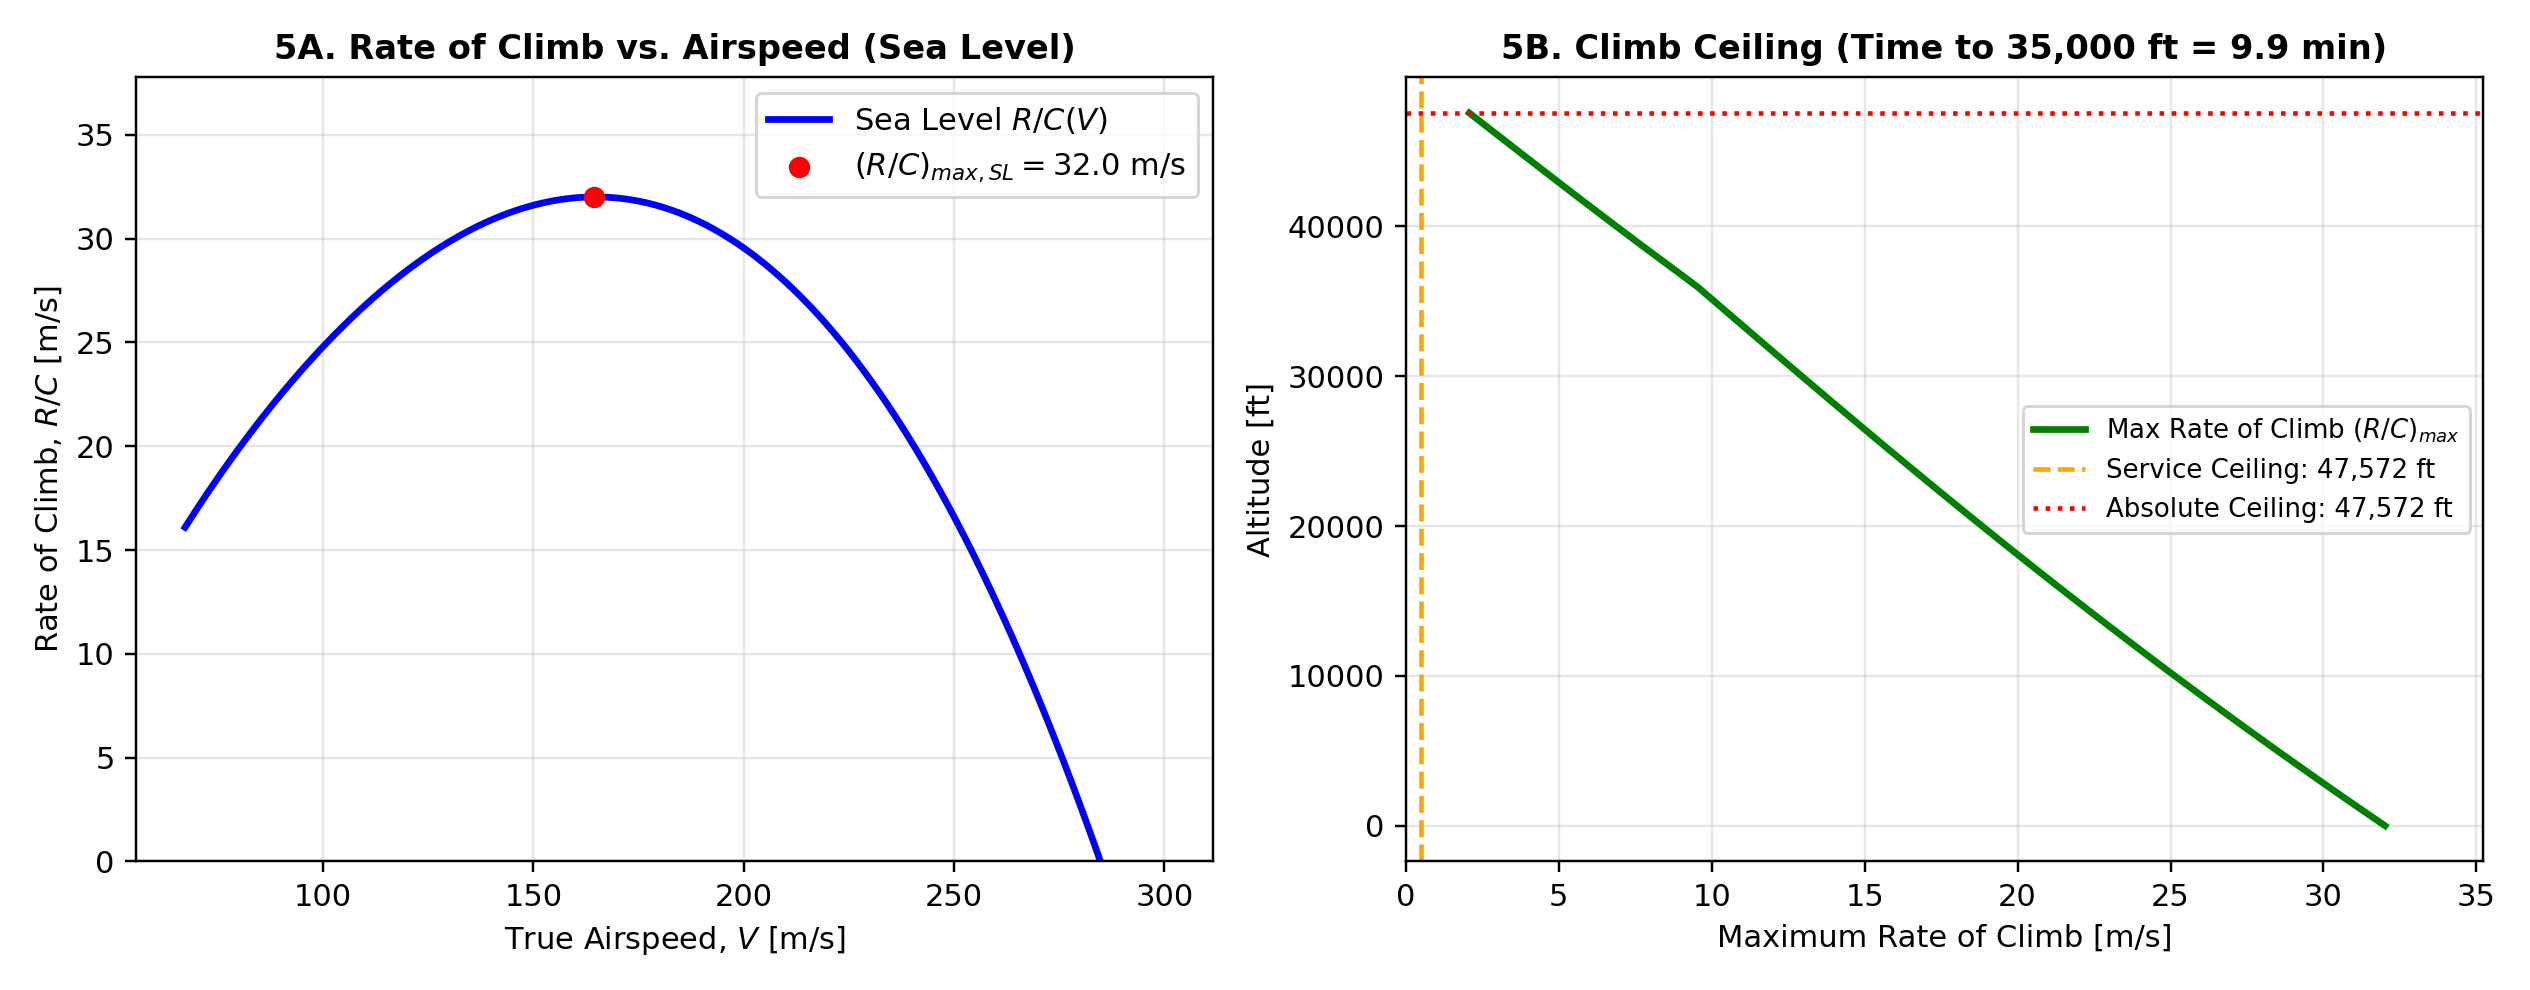 5A. Rate of Climb vs. Airspeed (Sea Level)
Rate of Climb, R/C [m/s]
35
30
25
20
15
10
5
0
Sea Level R/C(V)
(R/C)max,SL = 32.0 m/s
100 150 200 250 300
True Airspeed, V [m/s]
5B. Climb Ceiling (Time to 35,000 ft = 9.9 min)
Altitude [ft]
40000
30000
20000
10000
0
Max Rate of Climb (R/C)max
Service Ceiling: 47,572 ft
Absolute Ceiling: 47,572 ft
0 5 10 15 20 25 30 35
Maximum Rate of Climb [m/s]